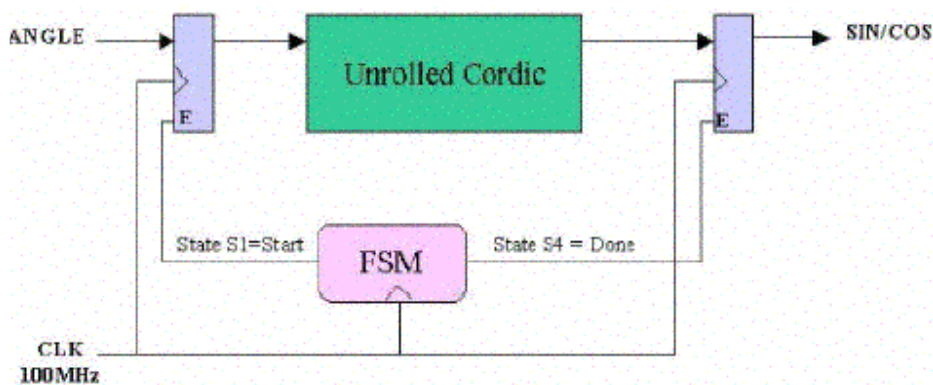 ANGLE
SIN/COS
Unrolled Cordic
E
E
State S1=Start
State S4 = Done
FSM
CLK
100MHz